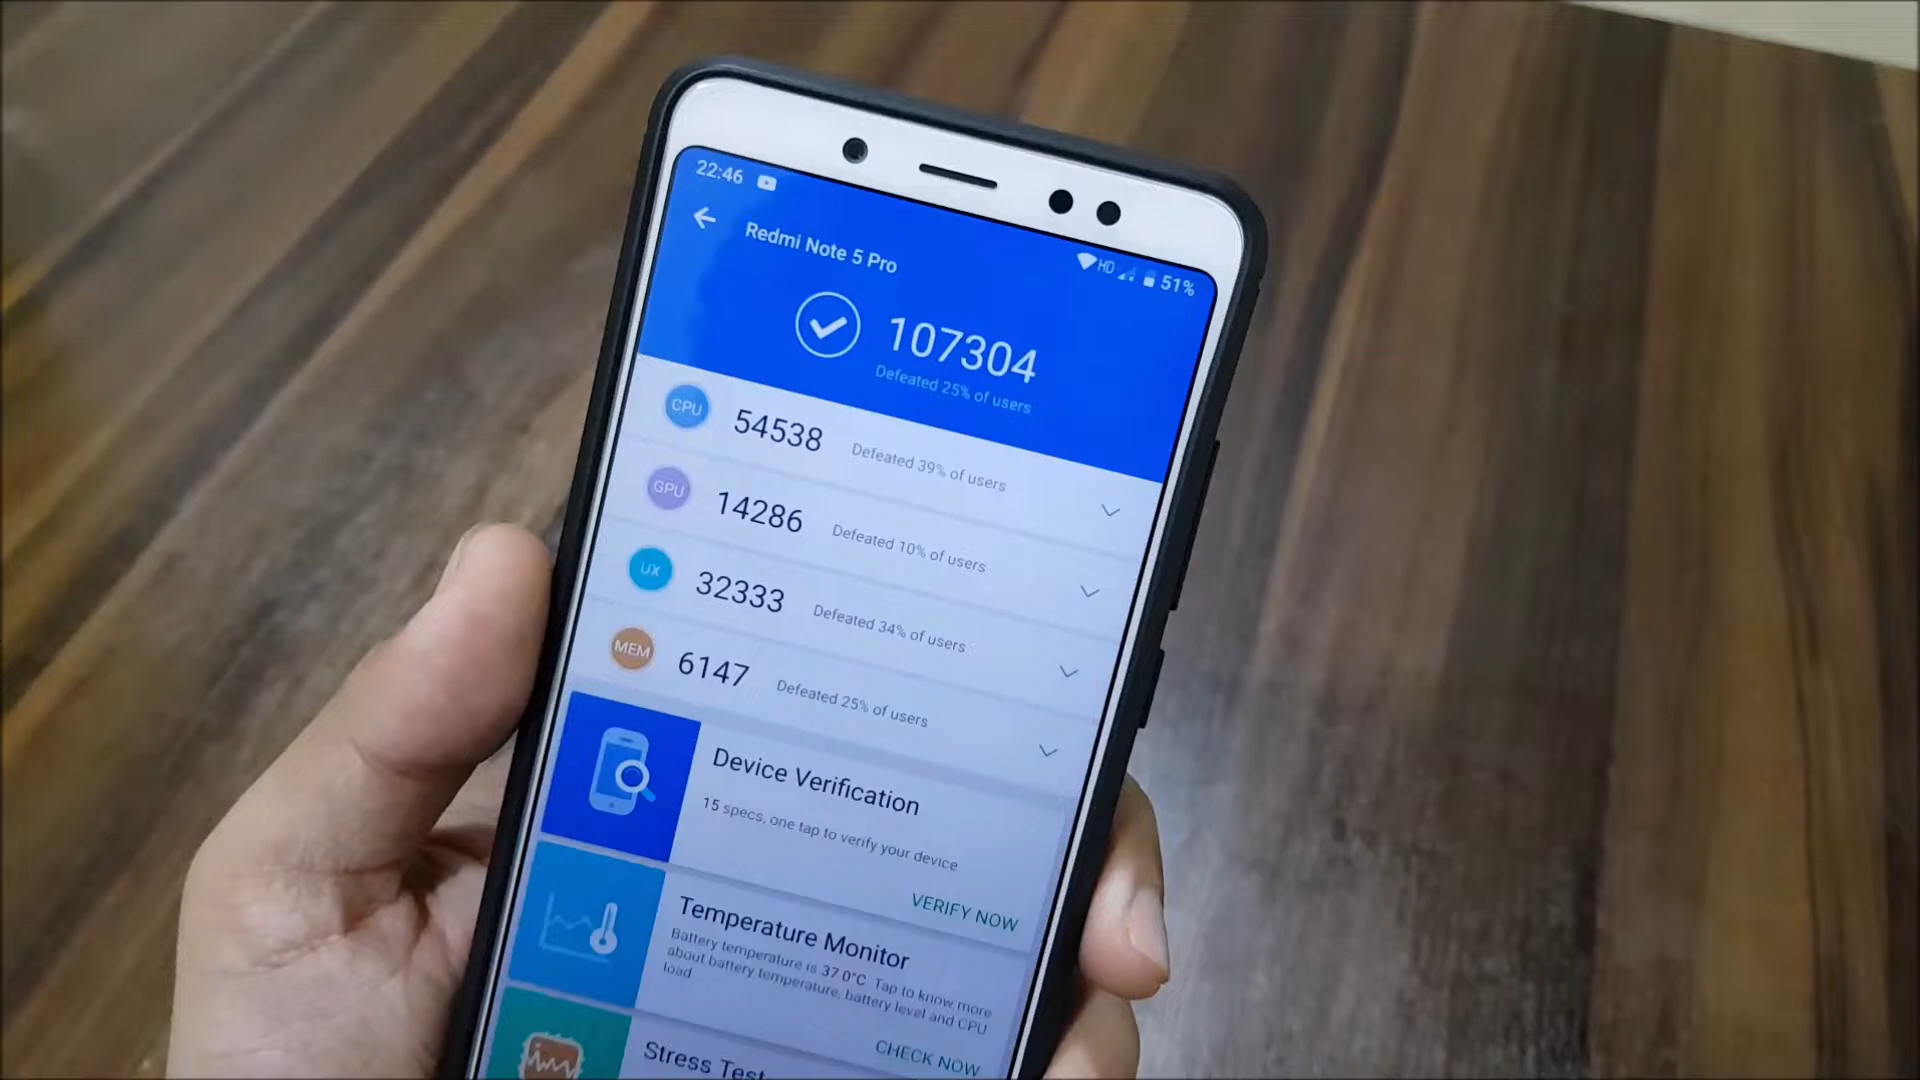 22:46
HD 51%
Redmi Note 5 Pro
107304
Defeated 25% of users
CPU 54538 Defeated 39% of users
GPU 14286 Defeated 10% of users
UX 32333 Defeated 34% of users
MEM 6147 Defeated 25% of users
Device Verification
15 specs, one tap to verify your device
VERIFY NOW
Temperature Monitor
Battery temperature is 37.0°C Tap to know more
about battery temperature, battery level and CPU
load
CHECK NOW
Stress Test